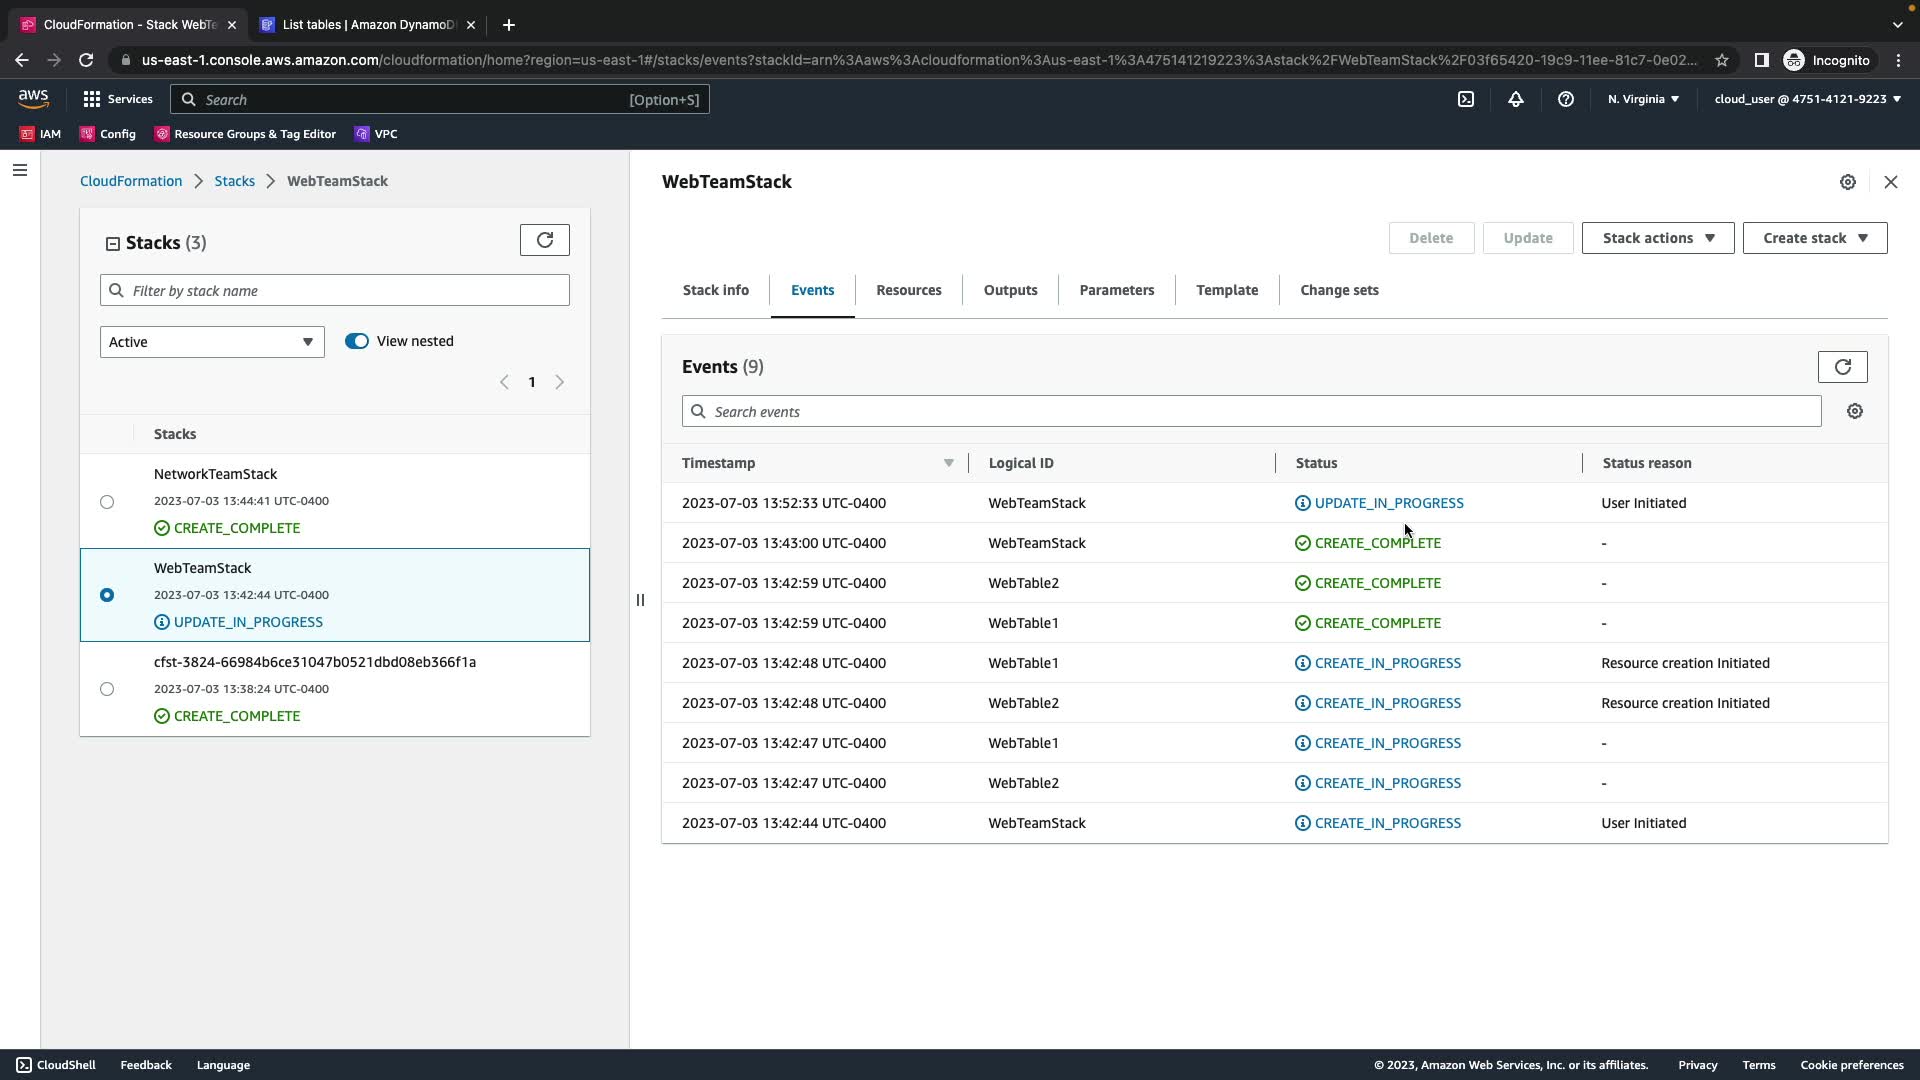 CloudFormation - Stack WebTe
List tables | Amazon DynamoD
us-east-1.console.aws.amazon.com/cloudformation/home?region=us-east-1#/stacks/events?stackId=arn%3Aaws%3Acloudformation%3Aus-east-1%3A475141219223%3Astack%2FWebTeamStack%2F03f65420-19c9-11ee-81c7-0e02...
Incognito
aws
Services
Search
[Option+S]
N. Virginia
cloud_user @ 4751-4121-9223
IAM
Config
Resource Groups & Tag Editor
VPC
CloudFormation
Stacks
WebTeamStack
Stacks (3)
Filter by stack name
Active
View nested
1
Stacks
NetworkTeamStack
2023-07-03 13:44:41 UTC-0400
CREATE_COMPLETE
WebTeamStack
2023-07-03 13:42:44 UTC-0400
UPDATE_IN_PROGRESS
cfst-3824-66984b6ce31047b0521dbd08eb366f1a
2023-07-03 13:38:24 UTC-0400
CREATE_COMPLETE
WebTeamStack
Delete
Update
Stack actions
Create stack
Stack info
Events
Resources
Outputs
Parameters
Template
Change sets
Events (9)
Search events
Timestamp Logical ID Status Status reason
2023-07-03 13:52:33 UTC-0400 WebTeamStack UPDATE_IN_PROGRESS User Initiated
2023-07-03 13:43:00 UTC-0400 WebTeamStack CREATE_COMPLETE -
2023-07-03 13:42:59 UTC-0400 WebTable2 CREATE_COMPLETE -
2023-07-03 13:42:59 UTC-0400 WebTable1 CREATE_COMPLETE -
2023-07-03 13:42:48 UTC-0400 WebTable1 CREATE_IN_PROGRESS Resource creation Initiated
2023-07-03 13:42:48 UTC-0400 WebTable2 CREATE_IN_PROGRESS Resource creation Initiated
2023-07-03 13:42:47 UTC-0400 WebTable1 CREATE_IN_PROGRESS -
2023-07-03 13:42:47 UTC-0400 WebTable2 CREATE_IN_PROGRESS -
2023-07-03 13:42:44 UTC-0400 WebTeamStack CREATE_IN_PROGRESS User Initiated
CloudShell
Feedback
Language
© 2023, Amazon Web Services, Inc. or its affiliates.
Privacy
Terms
Cookie preferences